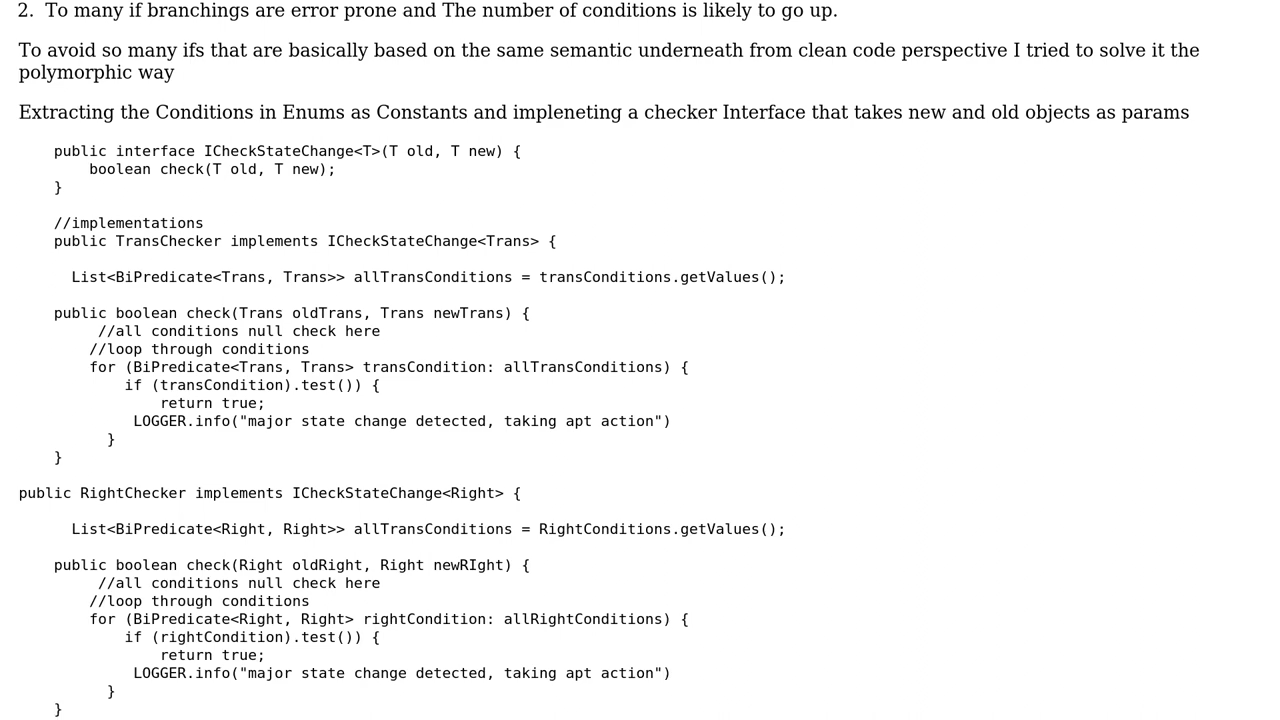 2. To many if branchings are error prone and The number of conditions is likely to go up.
To avoid so many ifs that are basically based on the same semantic underneath from clean code perspective I tried to solve it the
polymorphic way
Extracting the Conditions in Enums as Constants and impleneting a checker Interface that takes new and old objects as params
public interface ICheckStateChange<T>(T old, T new) {
boolean check(T old, T new);
}
//implementations
public TransChecker implements ICheckStateChange<Trans> {
List<BiPredicate<Trans, Trans>> allTransConditions = transConditions.getValues();
public boolean check(Trans oldTrans, Trans newTrans) {
//all conditions null check here
//loop through conditions
for (BiPredicate<Trans, Trans> transCondition: allTransConditions) {
if (transCondition).test()) {
return true;
LOGGER.info("major state change detected, taking apt action")
}
}
public RightChecker implements ICheckStateChange<Right> {
List<BiPredicate<Right, Right>> allTransConditions = RightConditions.getValues();
public boolean check(Right oldRight, Right newRIght) {
//all conditions null check here
//loop through conditions
for (BiPredicate<Right, Right> rightCondition: allRightConditions) {
if (rightCondition).test()) {
return true;
LOGGER.info("major state change detected, taking apt action")
}
}